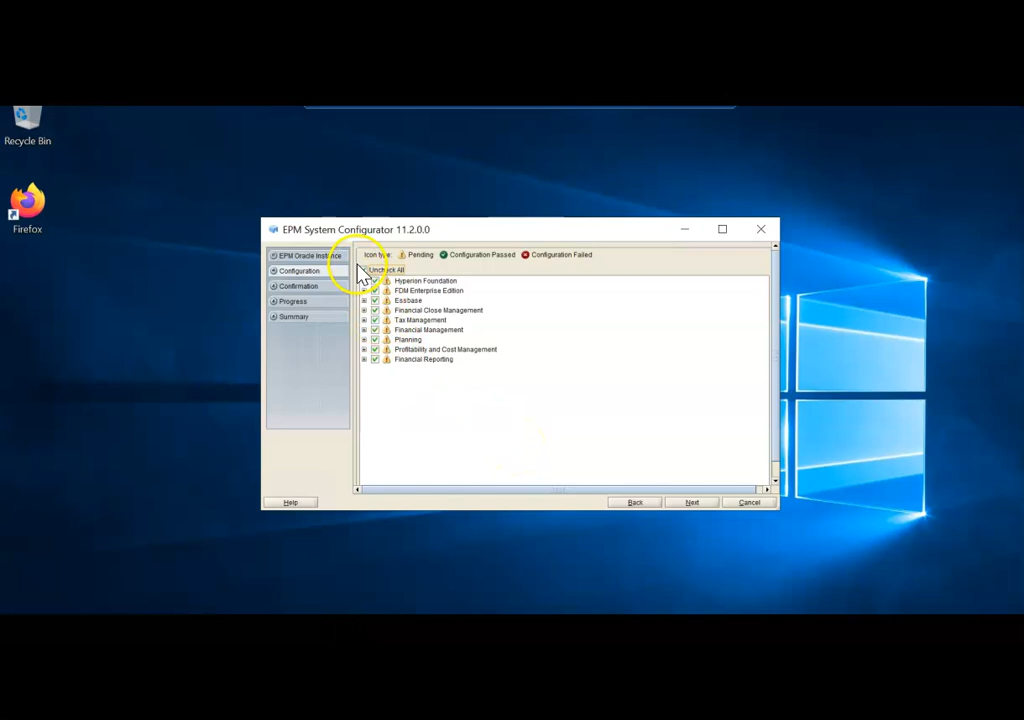 Recycle Bin
Firefox
EPM System Configurator 11.2.0.0
EPM Oracle Instance
Configuration
Confirmation
Progress
Summary
Icon type: Pending Configuration Passed Configuration Failed
Uncheck All
Hyperion Foundation
FDM Enterprise Edition
Essbase
Financial Close Management
Tax Management
Financial Management
Planning
Profitability and Cost Management
Financial Reporting
Help
Back
Next
Cancel